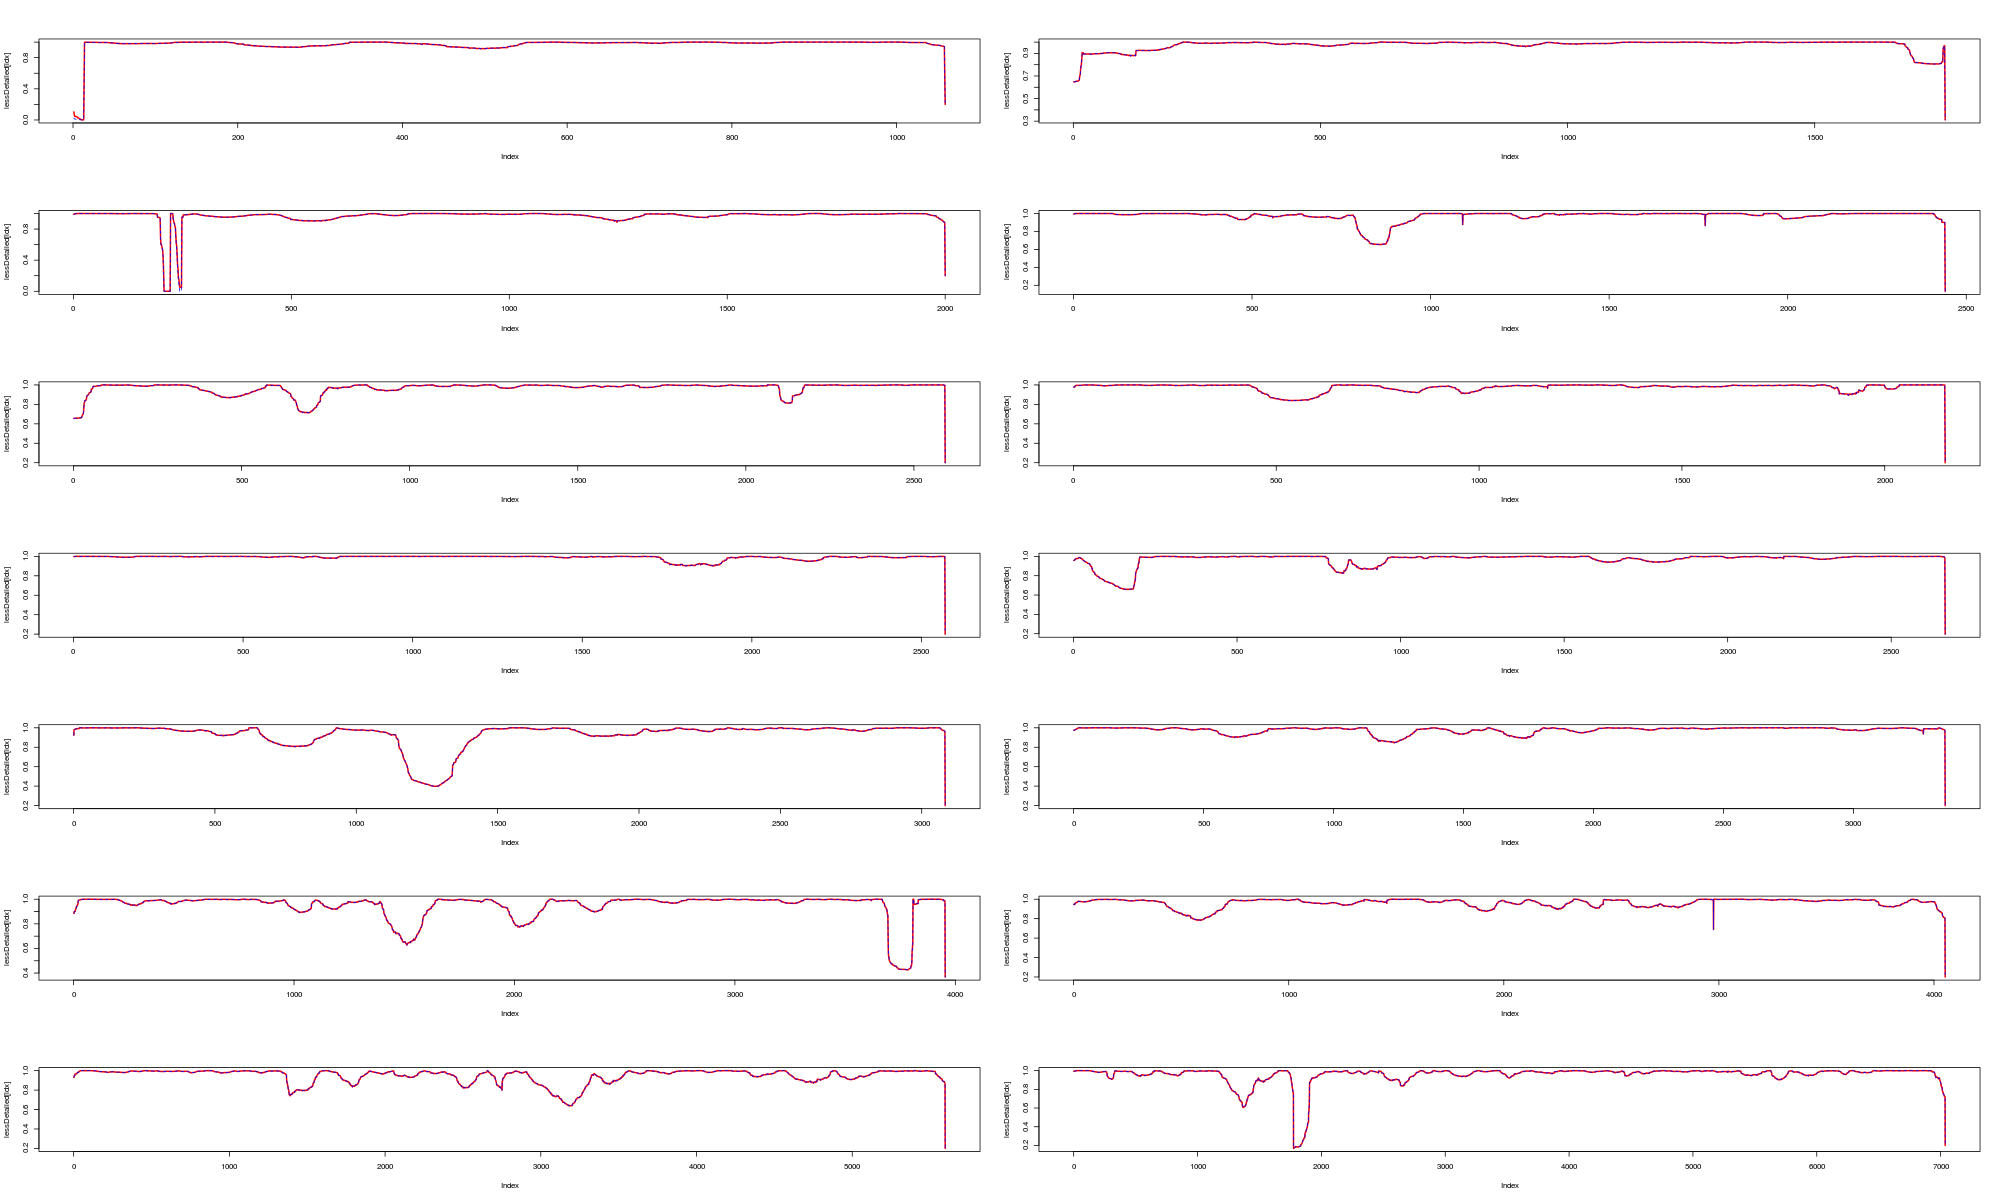 lessDetailed[idx]
0.0 0.4 0.8
0 200 400 600 800 1000
Index
lessDetailed[idx]
0.3 0.5 0.7 0.9
0 500 1000 1500
Index
lessDetailed[idx]
0.0 0.4 0.8
0 500 1000 1500 2000
Index
lessDetailed[idx]
0.2 0.4 0.6 0.8 1.0
0 500 1000 1500 2000 2500
Index
lessDetailed[idx]
0.2 0.4 0.6 0.8 1.0
0 500 1000 1500 2000 2500
Index
lessDetailed[idx]
0.2 0.4 0.6 0.8 1.0
0 500 1000 1500 2000
Index
lessDetailed[idx]
0.2 0.4 0.6 0.8 1.0
0 500 1000 1500 2000 2500
Index
lessDetailed[idx]
0.2 0.4 0.6 0.8 1.0
0 500 1000 1500 2000 2500
Index
lessDetailed[idx]
0.2 0.4 0.6 0.8 1.0
0 500 1000 1500 2000 2500 3000
Index
lessDetailed[idx]
0.2 0.4 0.6 0.8 1.0
0 500 1000 1500 2000 2500 3000
Index
lessDetailed[idx]
0.4 0.6 0.8 1.0
0 1000 2000 3000 4000
Index
lessDetailed[idx]
0.2 0.4 0.6 0.8 1.0
0 1000 2000 3000 4000
Index
lessDetailed[idx]
0.2 0.4 0.6 0.8 1.0
0 1000 2000 3000 4000 5000
Index
lessDetailed[idx]
0.2 0.4 0.6 0.8 1.0
0 1000 2000 3000 4000 5000 6000 7000
Index